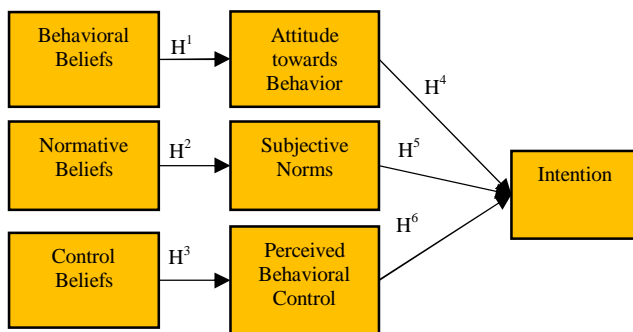 Behavioral
Beliefs
H¹
Attitude
towards
Behavior
H⁴
Normative
Beliefs
H²
Subjective
Norms
H⁵
Intention
Control
Beliefs
H³
Perceived
Behavioral
Control
H⁶